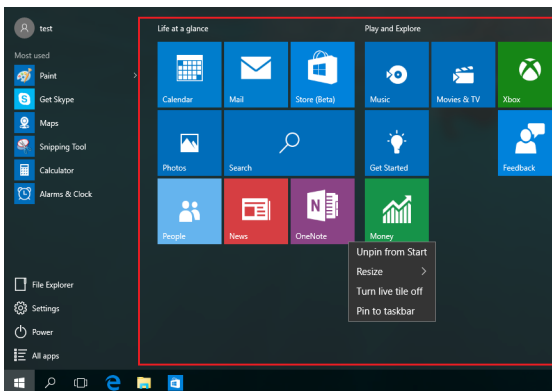 test
Most used
Paint
Get Skype
Maps
Snipping Tool
Calculator
Alarms & Clock
File Explorer
Settings
Power
All apps
Life at a glance
Play and Explore
Calendar
Mail
Store (Beta)
Music
Movies & TV
Xbox
Photos
Search
Get Started
Feedback
People
News
OneNote
Money
Unpin from Start
Resize
Turn live tile off
Pin to taskbar